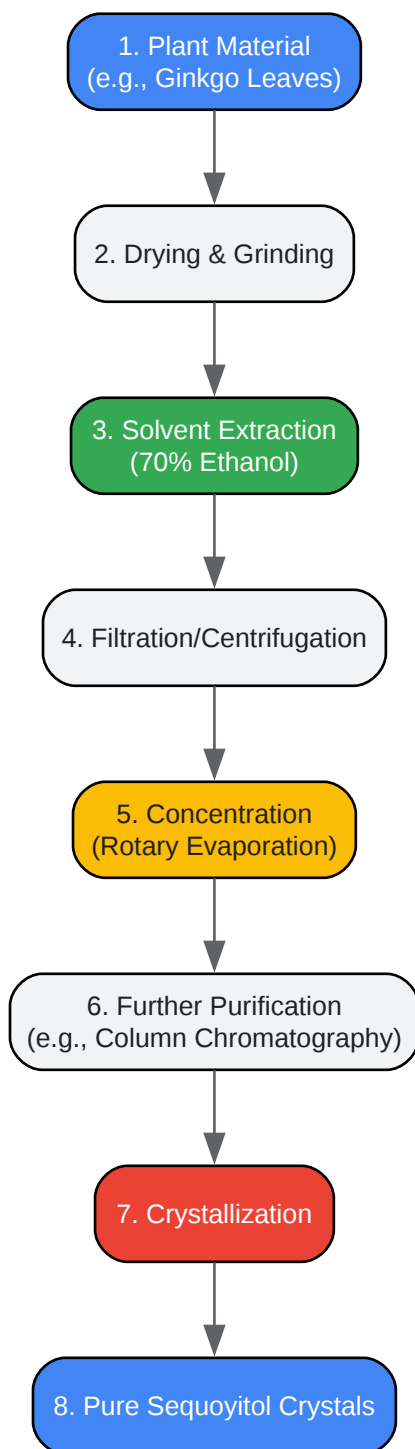 1. Plant Material
(e.g., Ginkgo Leaves)
2. Drying & Grinding
3. Solvent Extraction
(70% Ethanol)
4. Filtration/Centrifugation
5. Concentration
(Rotary Evaporation)
6. Further Purification
(e.g., Column Chromatography)
7. Crystallization
8. Pure Sequoyitol Crystals